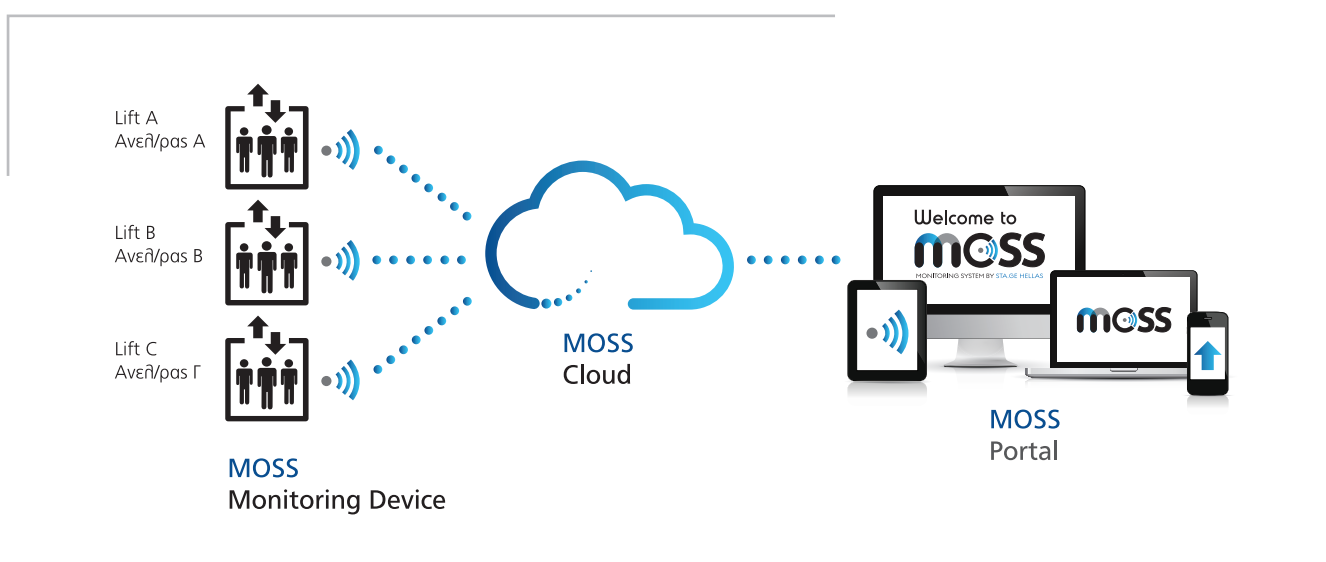 Lift A
Ανελ/ρας Α
Lift B
Ανελ/ρας Β
Lift C
Ανελ/ρας Γ
MOSS
Monitoring Device
MOSS
Cloud
Welcome to
moss
MONITORING SYSTEM BY STA.GE HELLAS
moss
MOSS
Portal